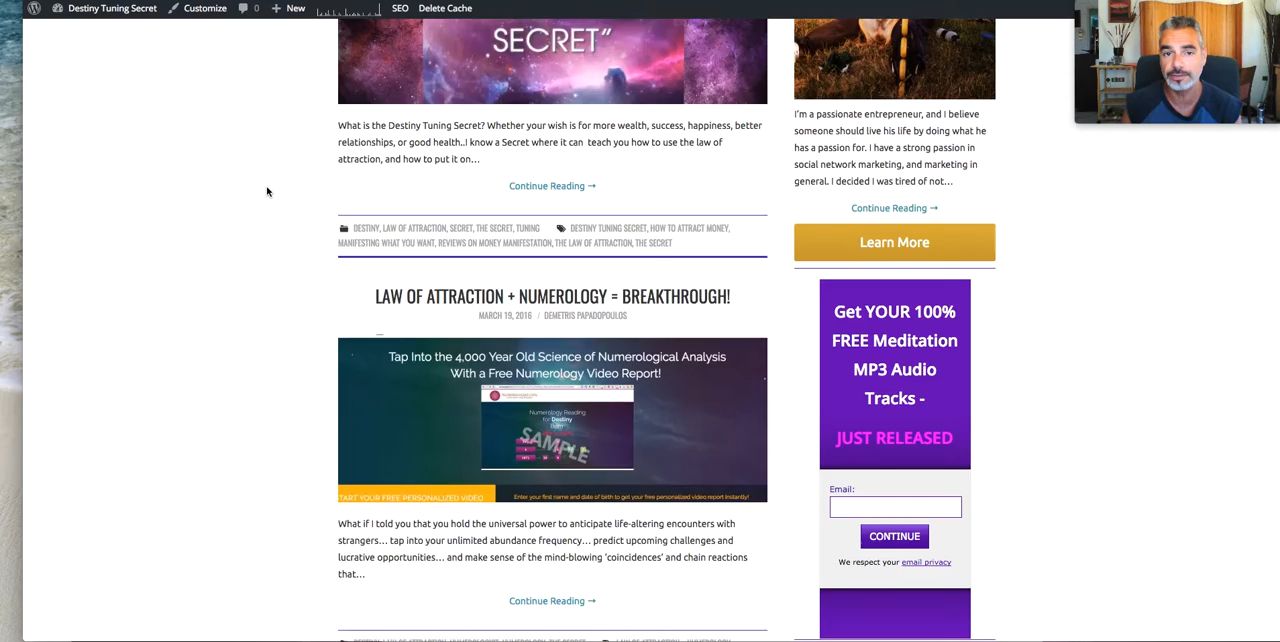 Destiny Tuning Secret Customize 0 New SEO Delete Cache
SECRET”
What is the Destiny Tuning Secret? Whether your wish is for more wealth, success, happiness, better
relationships, or good health..I know a Secret where it can teach you how to use the law of
attraction, and how to put it on…
Continue Reading →
DESTINY, LAW OF ATTRACTION, SECRET, THE SECRET, TUNING DESTINY TUNING SECRET, HOW TO ATTRACT MONEY,
MANIFESTING WHAT YOU WANT, REVIEWS ON MONEY MANIFESTATION, THE LAW OF ATTRACTION, THE SECRET
LAW OF ATTRACTION + NUMEROLOGY = BREAKTHROUGH!
MARCH 19, 2016 / DEMETRIS PAPADOPOULOS
Tap Into the 4,000 Year Old Science of Numerological Analysis
With a Free Numerology Video Report!
Numerology Reading
for Destiny
SAMPLE
START YOUR FREE PERSONALIZED VIDEO
Enter your first name and date of birth to get your free personalized video report instantly!
What if I told you that you hold the universal power to anticipate life-altering encounters with
strangers… tap into your unlimited abundance frequency… predict upcoming challenges and
lucrative opportunities… and make sense of the mind-blowing ‘coincidences’ and chain reactions
that…
Continue Reading →
I’m a passionate entrepreneur, and I believe
someone should live his life by doing what he
has a passion for. I have a strong passion in
social network marketing, and marketing in
general. I decided I was tired of not…
Continue Reading →
Learn More
Get YOUR 100%
FREE Meditation
MP3 Audio
Tracks -
JUST RELEASED
Email:
CONTINUE
We respect your email privacy